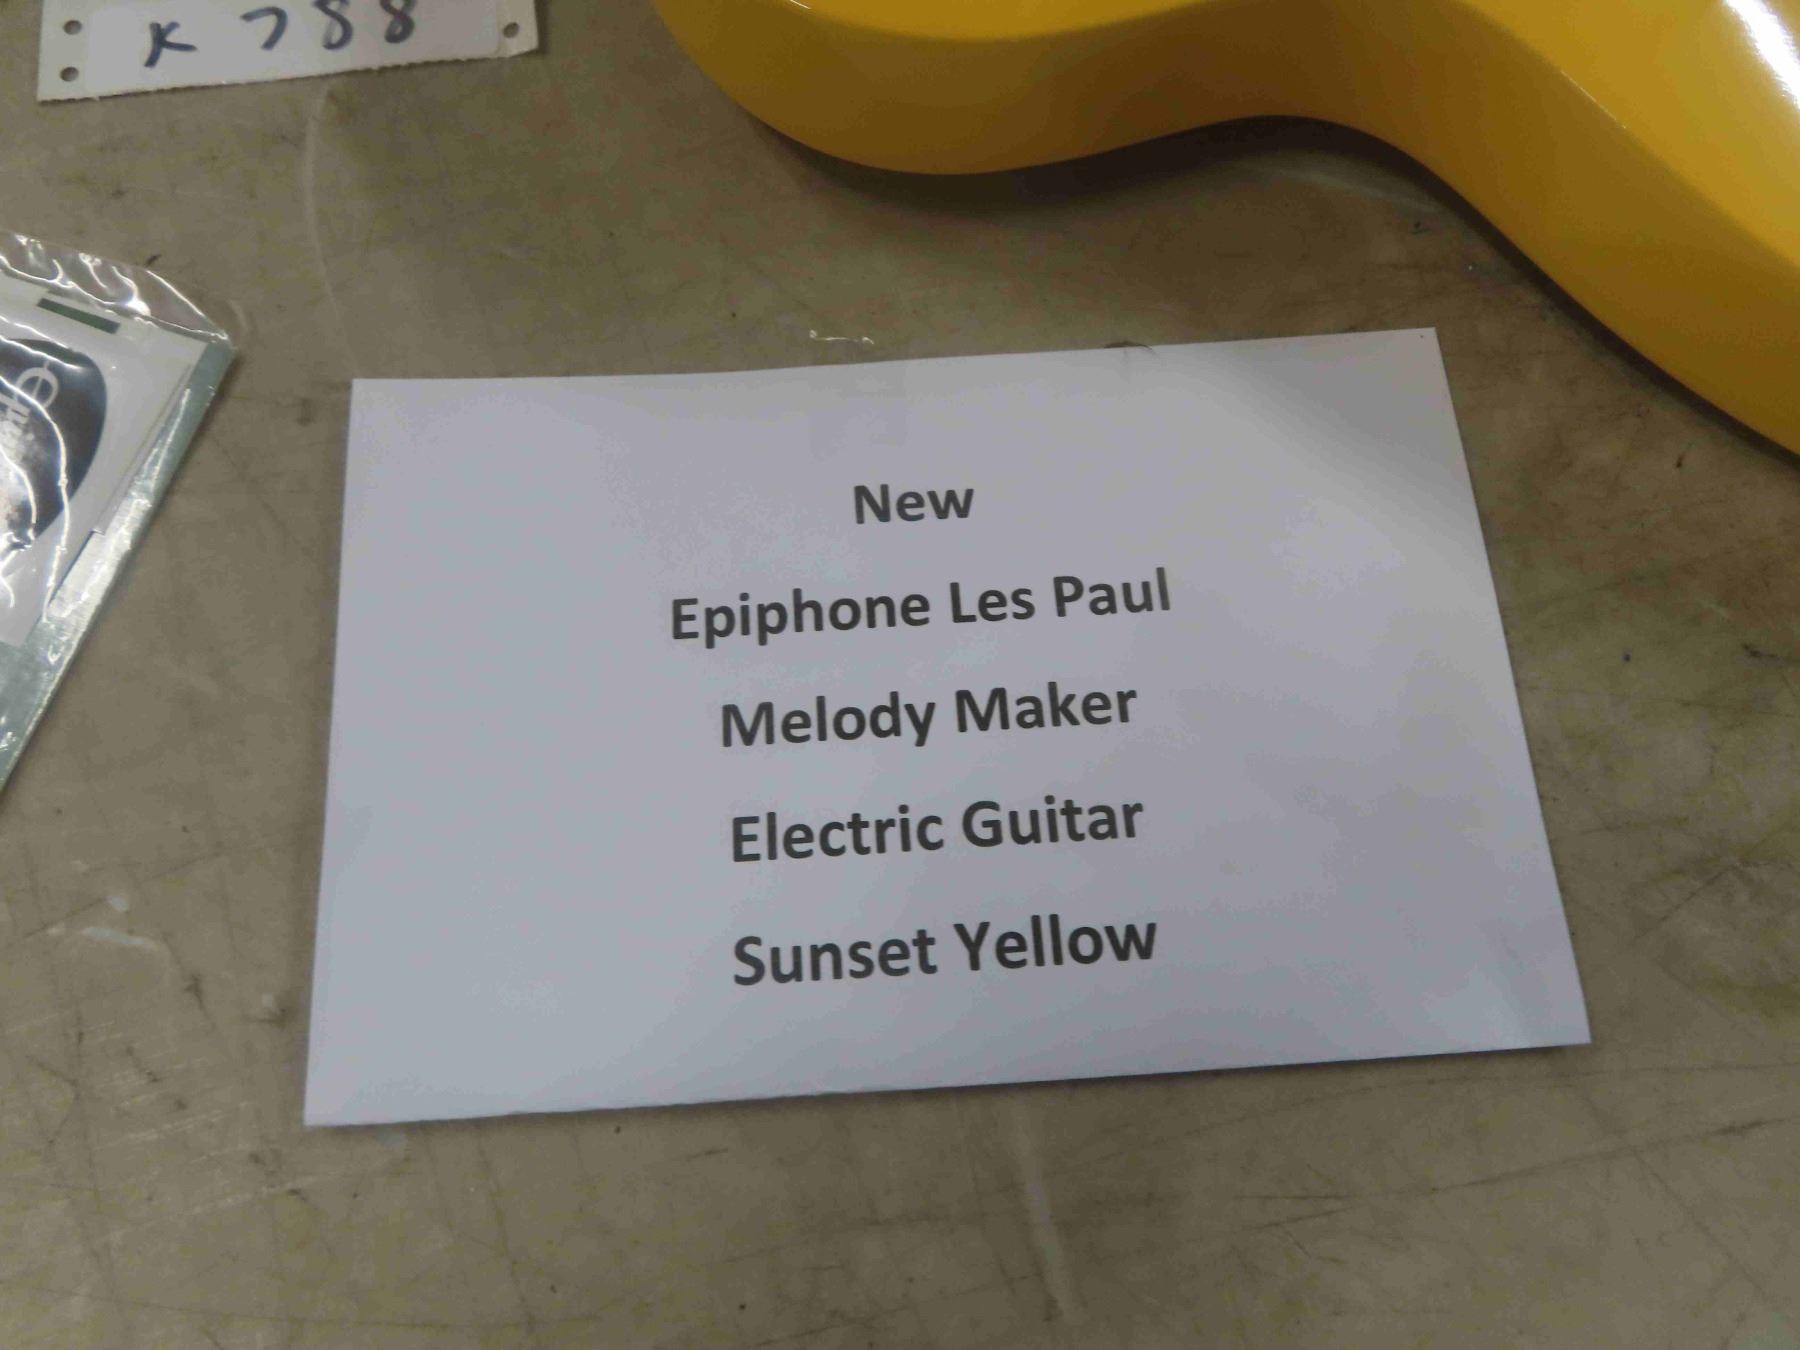 K 788
New
Epiphone Les Paul
Melody Maker
Electric Guitar
Sunset Yellow